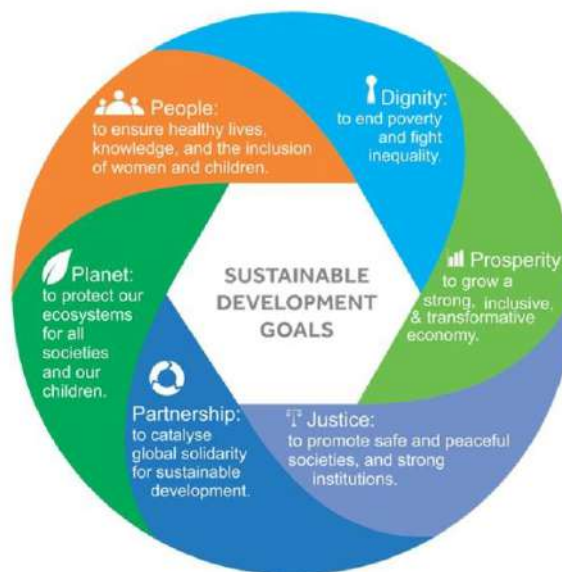 People:
to ensure healthy lives,
knowledge, and the inclusion
of women and children.
Dignity:
to end poverty
and fight
inequality.
Prosperity
to grow a
strong, inclusive,
& transformative
economy.
Justice:
to promote safe and peaceful
societies, and strong
institutions.
Partnership:
to catalyse
global solidarity
for sustainable
development.
Planet:
to protect our
ecosystems
for all
societies
and our
children.
SUSTAINABLE
DEVELOPMENT
GOALS